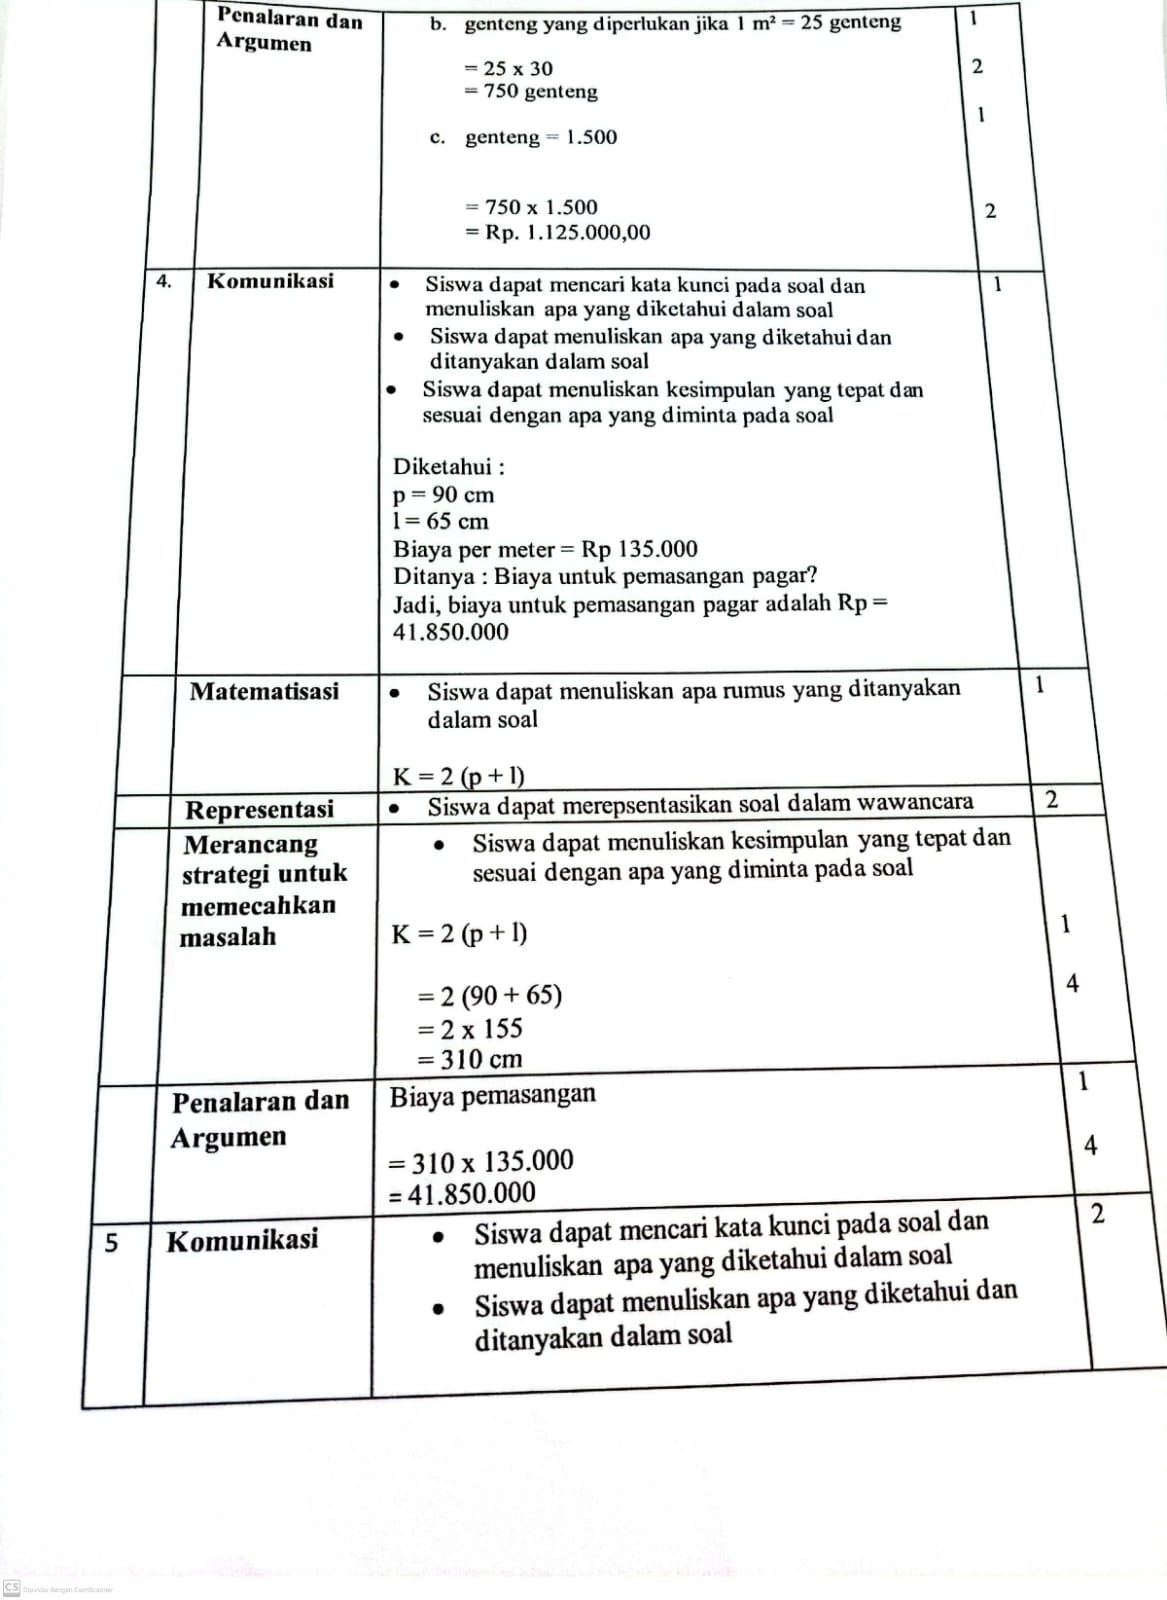 Penalaran dan
Argumen
b. genteng yang diperlukan jika 1 m² = 25 genteng
1
= 25 x 30
2
= 750 genteng
1
c. genteng = 1.500
= 750 x 1.500
2
= Rp. 1.125.000,00
4.
Komunikasi
• Siswa dapat mencari kata kunci pada soal dan
1
menuliskan apa yang diketahui dalam soal
• Siswa dapat menuliskan apa yang diketahui dan
ditanyakan dalam soal
• Siswa dapat menuliskan kesimpulan yang tepat dan
sesuai dengan apa yang diminta pada soal
Diketahui :
p = 90 cm
l = 65 cm
Biaya per meter = Rp 135.000
Ditanya : Biaya untuk pemasangan pagar?
Jadi, biaya untuk pemasangan pagar adalah Rp =
41.850.000
Matematisasi
• Siswa dapat menuliskan apa rumus yang ditanyakan
1
dalam soal
K = 2 (p + l)
Representasi
• Siswa dapat merepsentasikan soal dalam wawancara
2
Merancang
strategi untuk
memecahkan
masalah
• Siswa dapat menuliskan kesimpulan yang tepat dan
sesuai dengan apa yang diminta pada soal
K = 2 (p + l)
1
= 2 (90 + 65)
4
= 2 x 155
= 310 cm
Penalaran dan
Argumen
Biaya pemasangan
1
= 310 x 135.000
4
= 41.850.000
5
Komunikasi
• Siswa dapat mencari kata kunci pada soal dan
2
menuliskan apa yang diketahui dalam soal
• Siswa dapat menuliskan apa yang diketahui dan
ditanyakan dalam soal
CS Dipindai dengan CamScanner